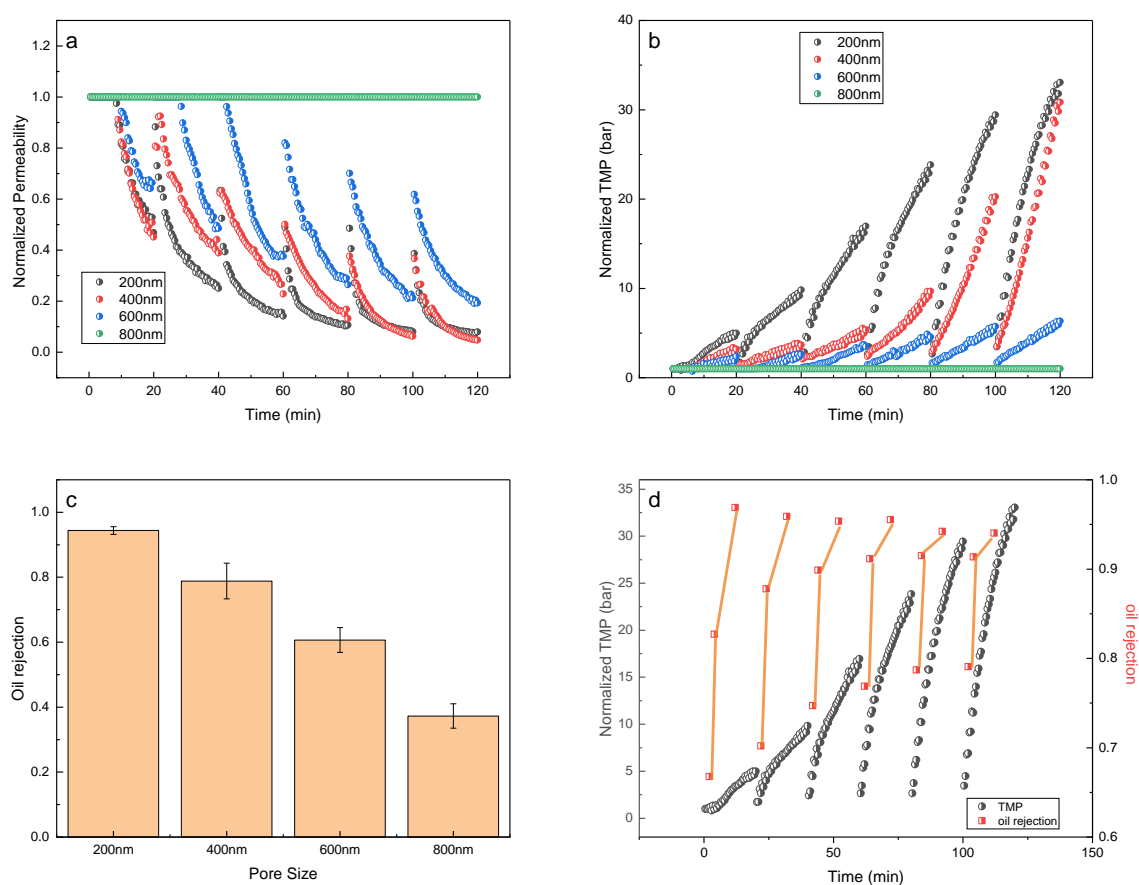 a
Normalized Permeability
1.2
1.0
0.8
0.6
0.4
0.2
0.0
200nm
400nm
600nm
800nm
0 20 40 60 80 100 120
Time (min)
b
Normalized TMP (bar)
40
30
20
10
0
200nm
400nm
600nm
800nm
0 20 40 60 80 100 120
Time (min)
c
Oil rejection
1.0
0.8
0.6
0.4
0.2
0.0
200nm 400nm 600nm 800nm
Pore Size
d
Normalized TMP (bar)
35
30
25
20
15
10
5
0
TMP
oil rejection
0 50 100 150
Time (min)
1.0
0.9
0.8
0.7
0.6
oil rejection